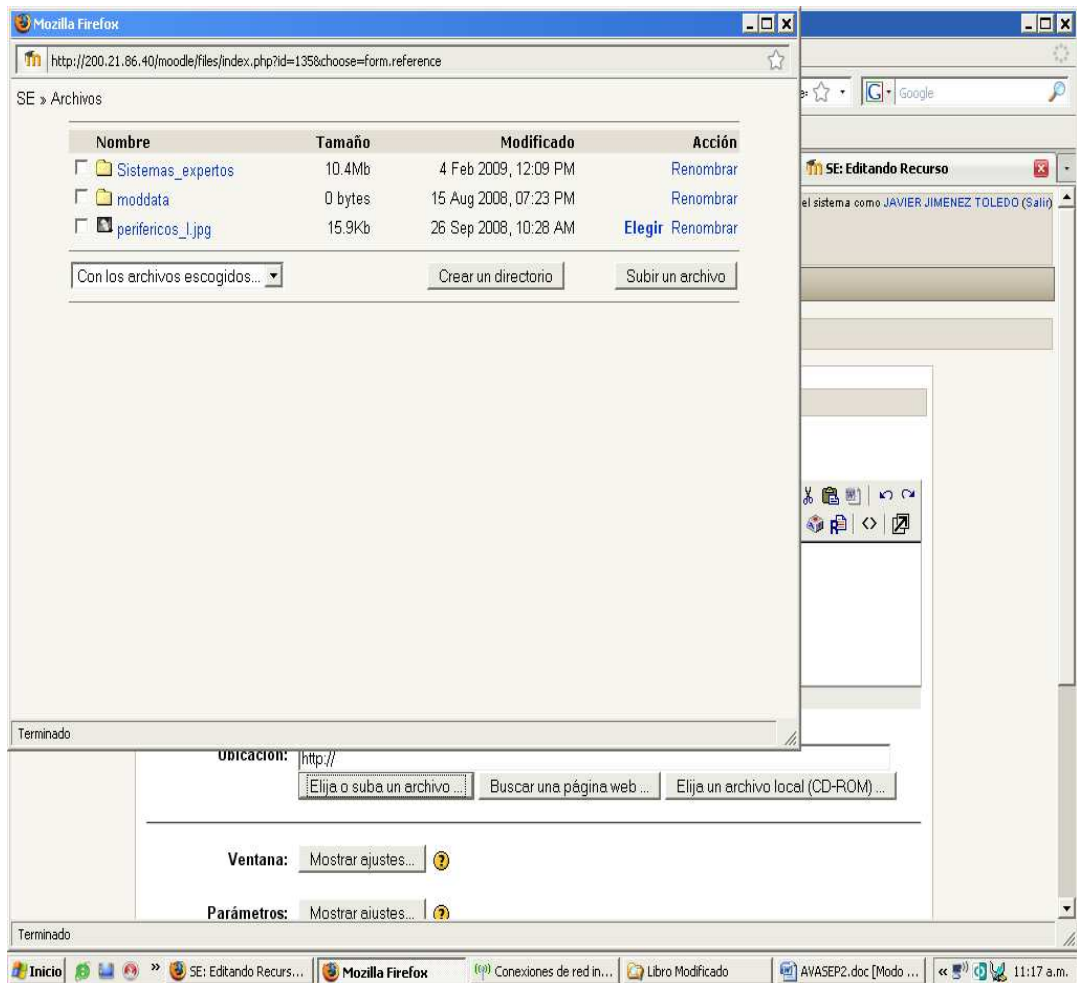 Mozilla Firefox
http://200.21.86.40/moodle/files/index.php?id=135&choose=form.reference
SE » Archivos
Nombre Tamaño Modificado Acción
Sistemas_expertos 10.4Mb 4 Feb 2009, 12:09 PM Renombrar
moddata 0 bytes 15 Aug 2008, 07:23 PM Renombrar
perifericos_l.jpg 15.9Kb 26 Sep 2008, 10:28 AM Elegir Renombrar
Con los archivos escogidos... Crear un directorio Subir un archivo
Terminado
G Google
SE: Editando Recurso
el sistema como JAVIER JIMENEZ TOLEDO (Salir)
Ubicación: http://
Elija o suba un archivo ... Buscar una página web ... Elija un archivo local (CD-ROM) ...
Ventana: Mostrar ajustes... ?
Parámetros: Mostrar ajustes... ?
Terminado
Inicio » SE: Editando Recurs... Mozilla Firefox Conexiones de red in... Libro Modificado AVASEP2.doc [Modo ... « 11:17 a.m.